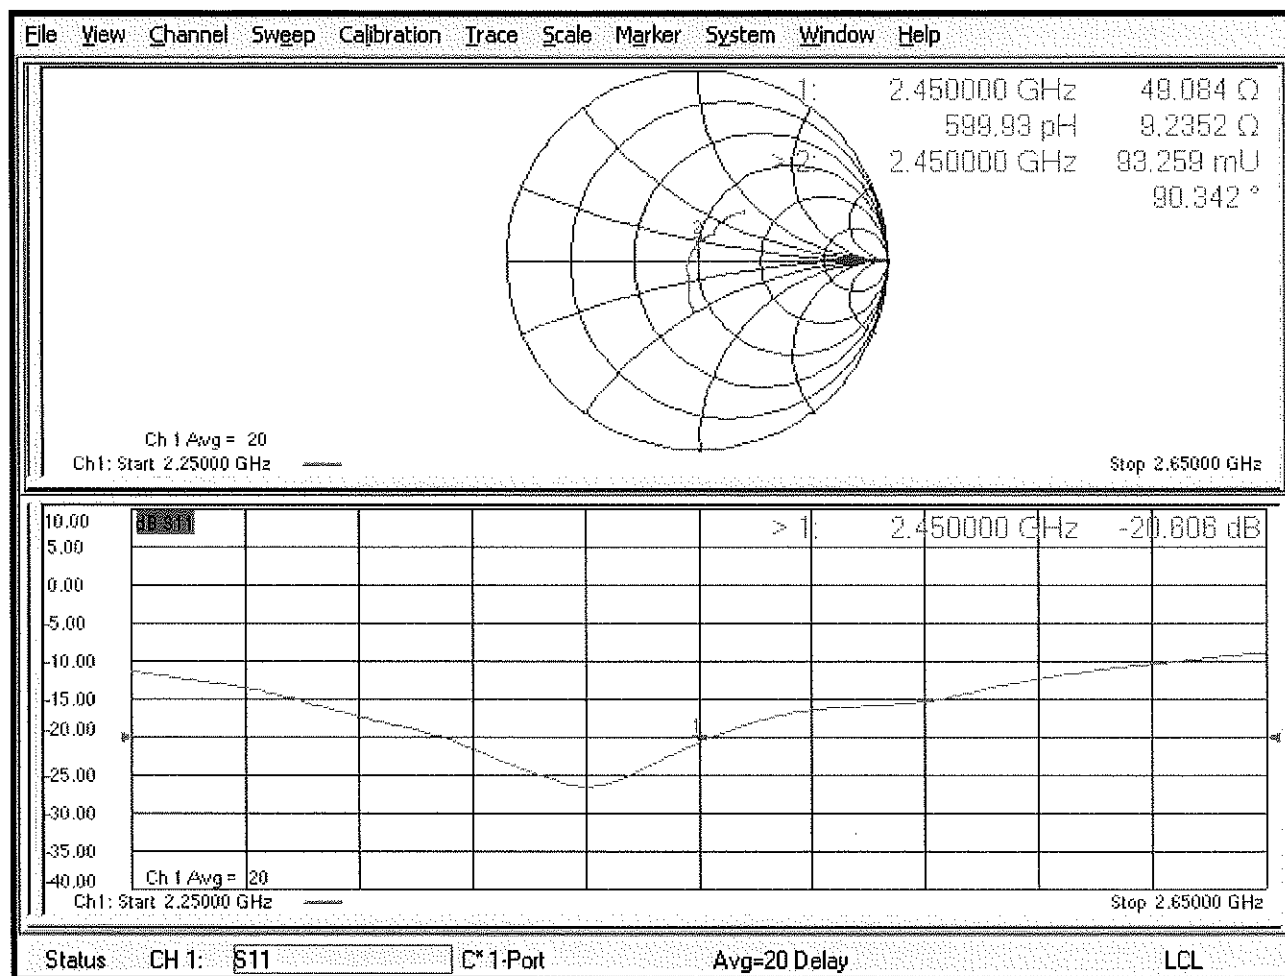 File View Channel Sweep Calibration Trace Scale Marker System Window Help
1: 2.450000 GHz 49.084 Ω
599.93 pH 9.2352 Ω
> 2: 2.450000 GHz 93.259 mU
90.342 °
2
Ch 1 Avg = 20
Ch1: Start 2.25000 GHz Stop 2.65000 GHz
10.00 dB S11 > 1: 2.450000 GHz -20.606 dB
5.00
0.00
-5.00
-10.00
-15.00
-20.00 1
-25.00
-30.00
-35.00
-40.00 Ch 1 Avg = 20
Ch1: Start 2.25000 GHz Stop 2.65000 GHz
Status CH 1: S11 C* 1-Port Avg=20 Delay LCL